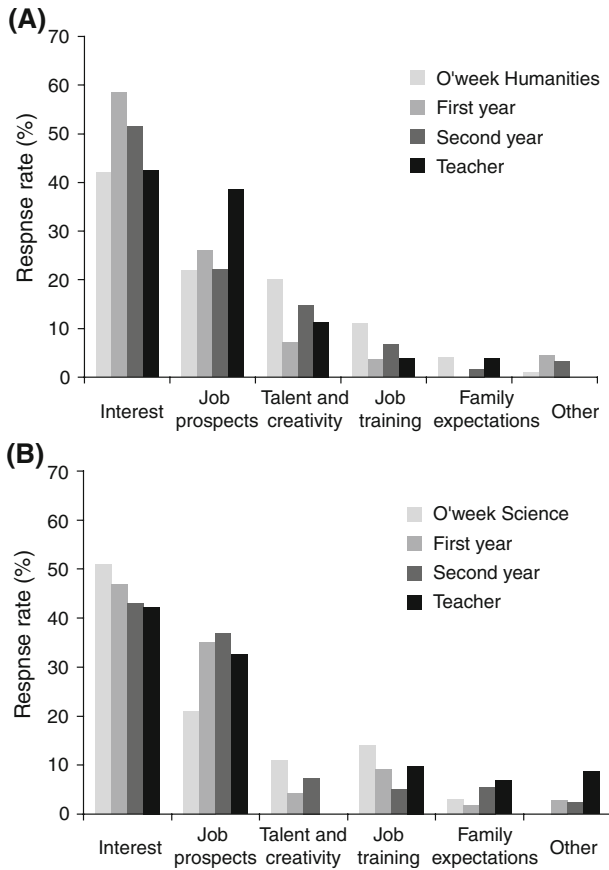 (A)
70
60
50
40
30
20
10
0
Respnse rate (%)
O'week Humanities
First year
Second year
Teacher
Interest
Job
prospects
Talent and
creativity
Job
training
Family
expectations
Other
(B)
70
60
50
40
30
20
10
0
Respnse rate (%)
O'week Science
First year
Second year
Teacher
Interest
Job
prospects
Talent and
creativity
Job
training
Family
expectations
Other